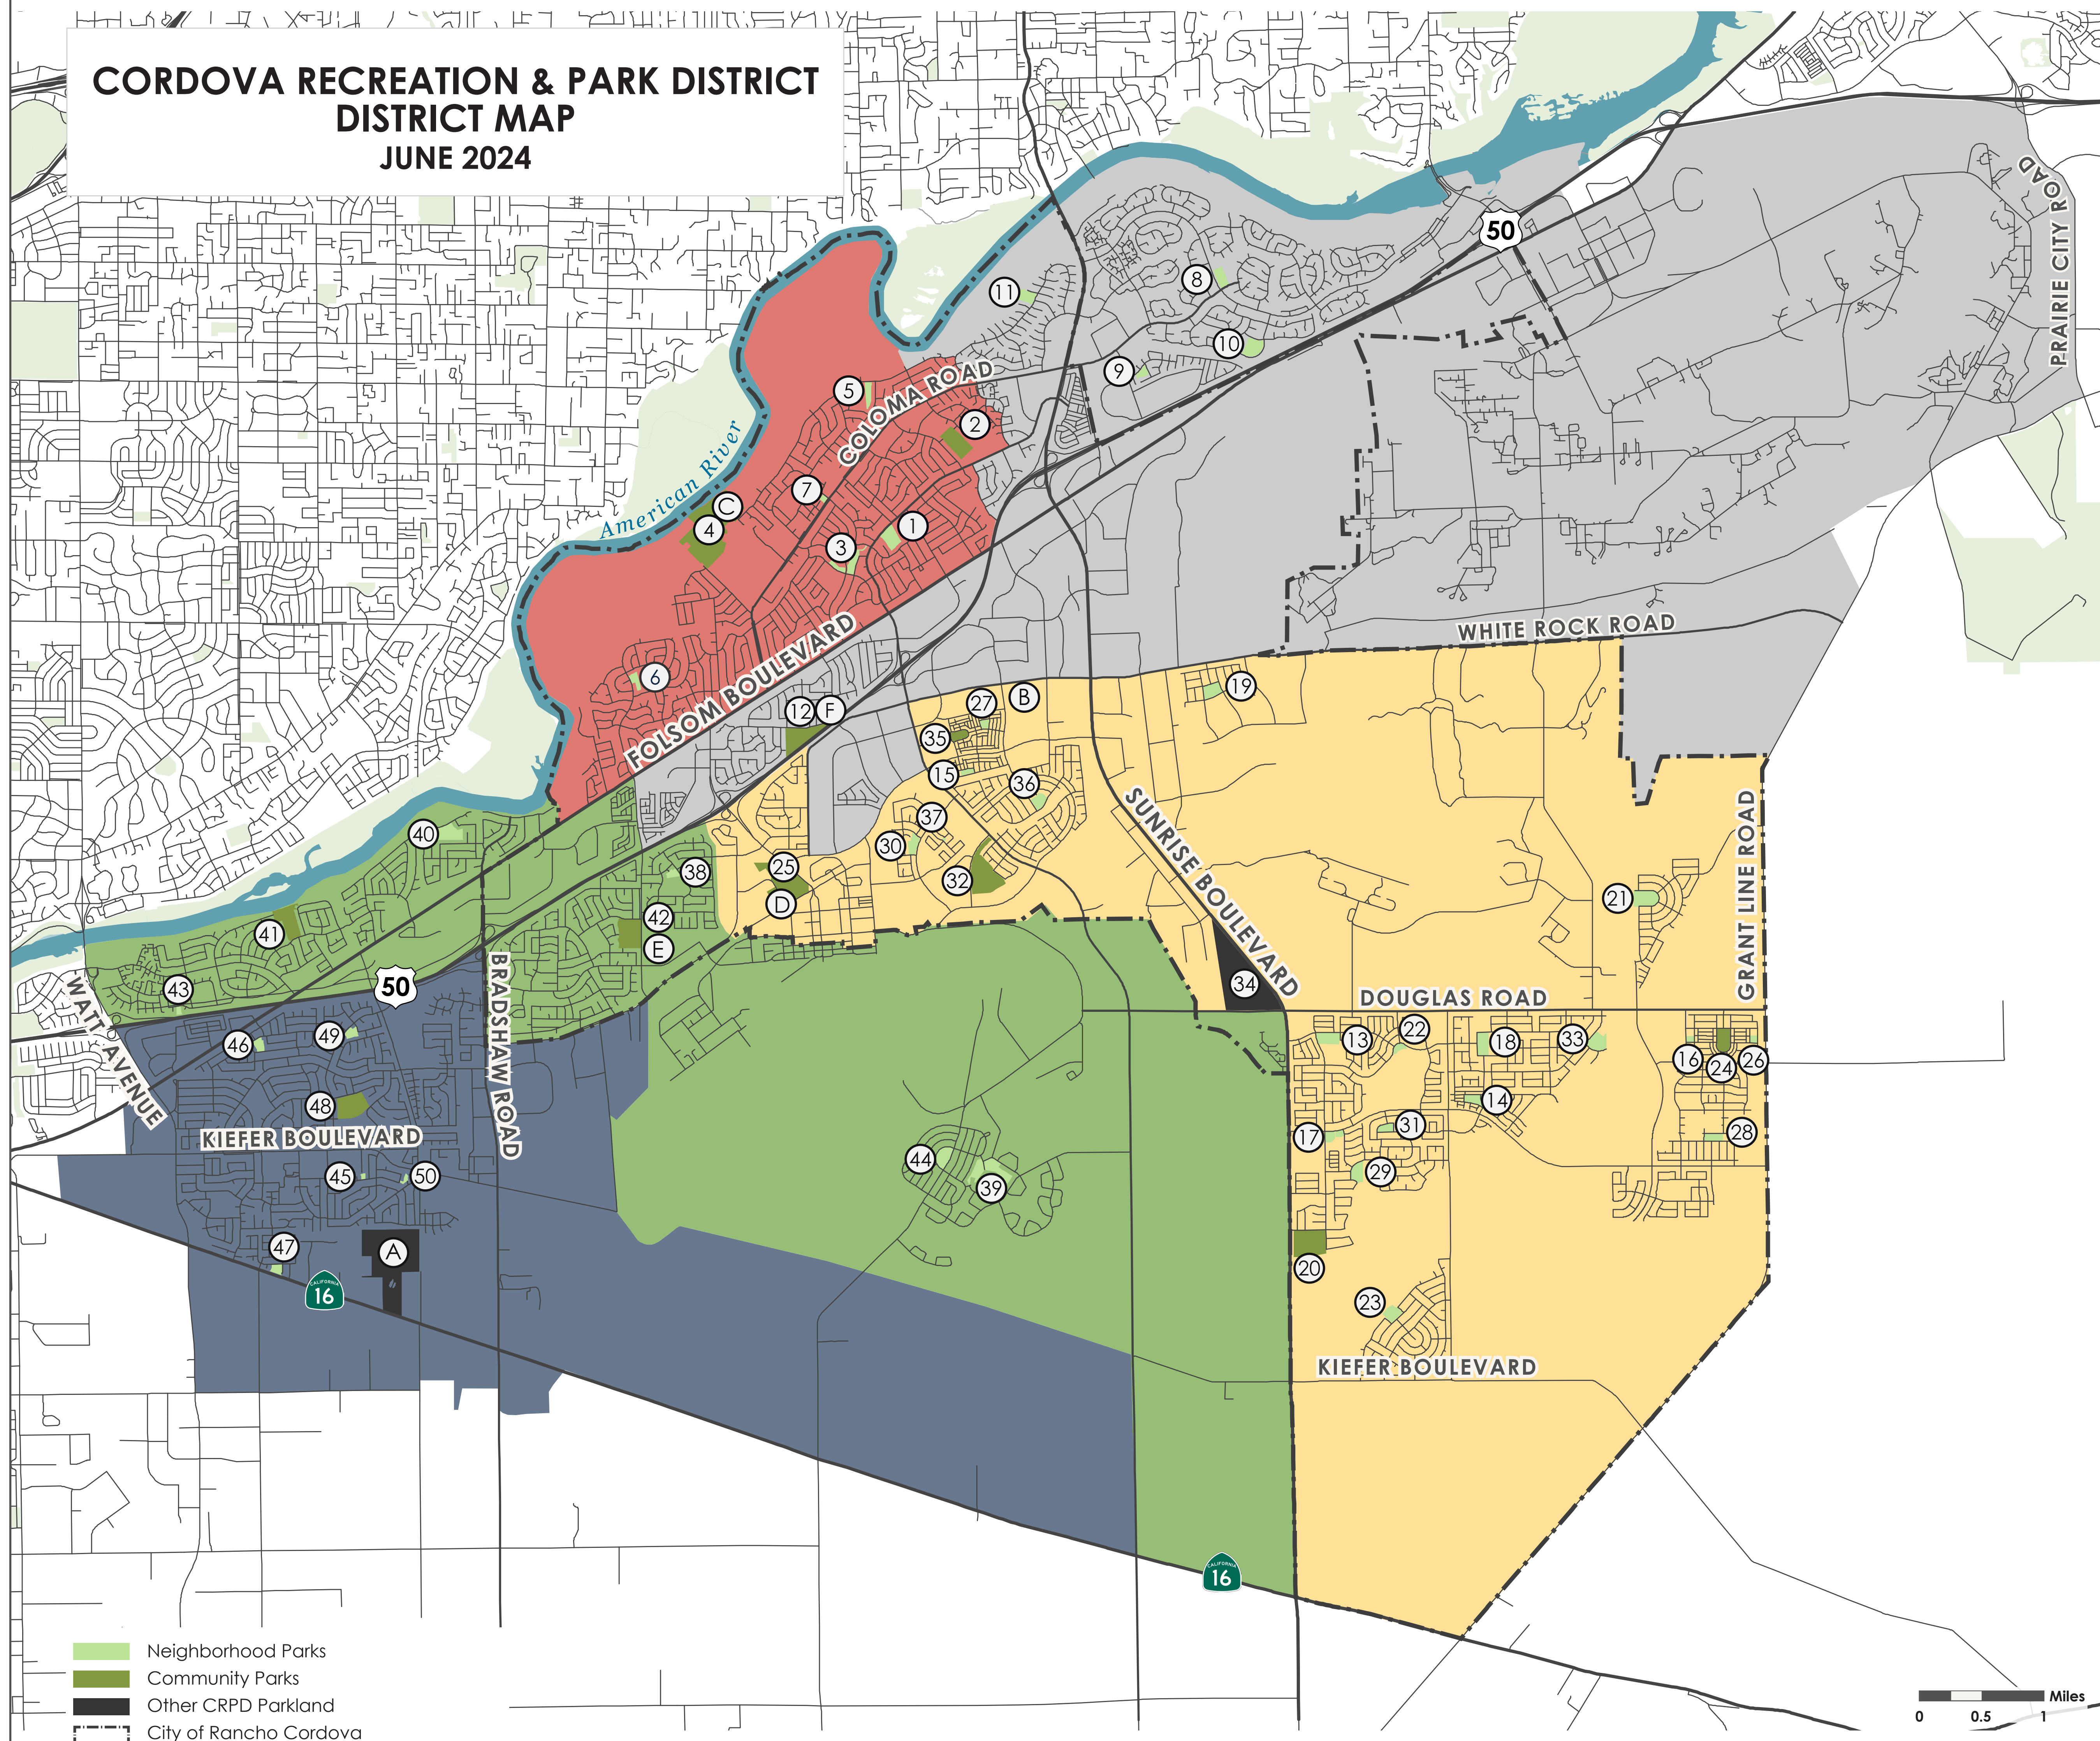 CORDOVA RECREATION & PARK DISTRICT
DISTRICT MAP
JUNE 2024
PRAIRIE CITY ROAD
50
8
11
10
9
5
COLOMA ROAD
2
American River
7
C
4
1
3
WHITE ROCK ROAD
6
FOLSOM BOULEVARD
19
27
B
12
F
35
15
36
SUNRISE BOULEVARD
GRANT LINE ROAD
37
40
30
25
38
32
21
D
42
41
E
34
43
50
BRADSHAW ROAD
WATT AVENUE
DOUGLAS ROAD
46
49
13
22
18
33
16
24
26
48
14
KIEFER BOULEVARD
17
31
28
44
39
45
50
29
47
A
20
CALIFORNIA
16
23
KIEFER BOULEVARD
CALIFORNIA
16
Neighborhood Parks
Community Parks
Other CRPD Parkland
City of Rancho Cordova
Miles
0 0.5 1